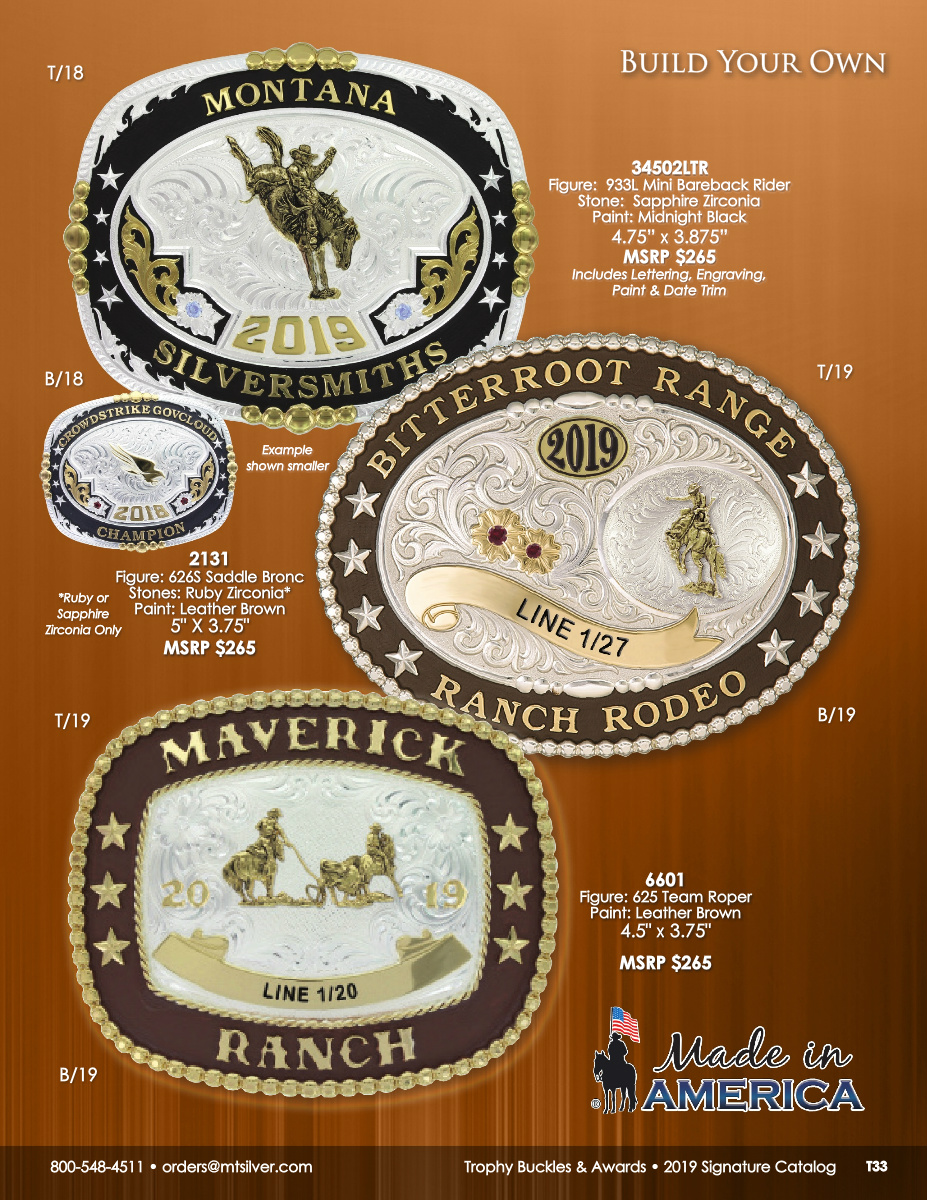 BUILD YOUR OWN
T/18
MONTANA
2019
SILVERSMITHS
B/18
34502LTR
Figure: 933L Mini Bareback Rider
Stone: Sapphire Zirconia
Paint: Midnight Black
4.75" x 3.875"
MSRP $265
Includes Lettering, Engraving,
Paint & Date Trim
CROWDSTRIKE GOVCLOUD
2018
CHAMPION
Example
shown smaller
T/19
BITTERROOT RANGE
2019
LINE 1/27
RANCH RODEO
B/19
2131
Figure: 626S Saddle Bronc
Stones: Ruby Zirconia*
Paint: Leather Brown
5" X 3.75"
MSRP $265
*Ruby or
Sapphire
Zirconia Only
T/19
MAVERICK
20 19
LINE 1/20
RANCH
B/19
6601
Figure: 625 Team Roper
Paint: Leather Brown
4.5" x 3.75"
MSRP $265
Made in
® AMERICA
800-548-4511 • orders@mtsilver.com
Trophy Buckles & Awards • 2019 Signature Catalog T33